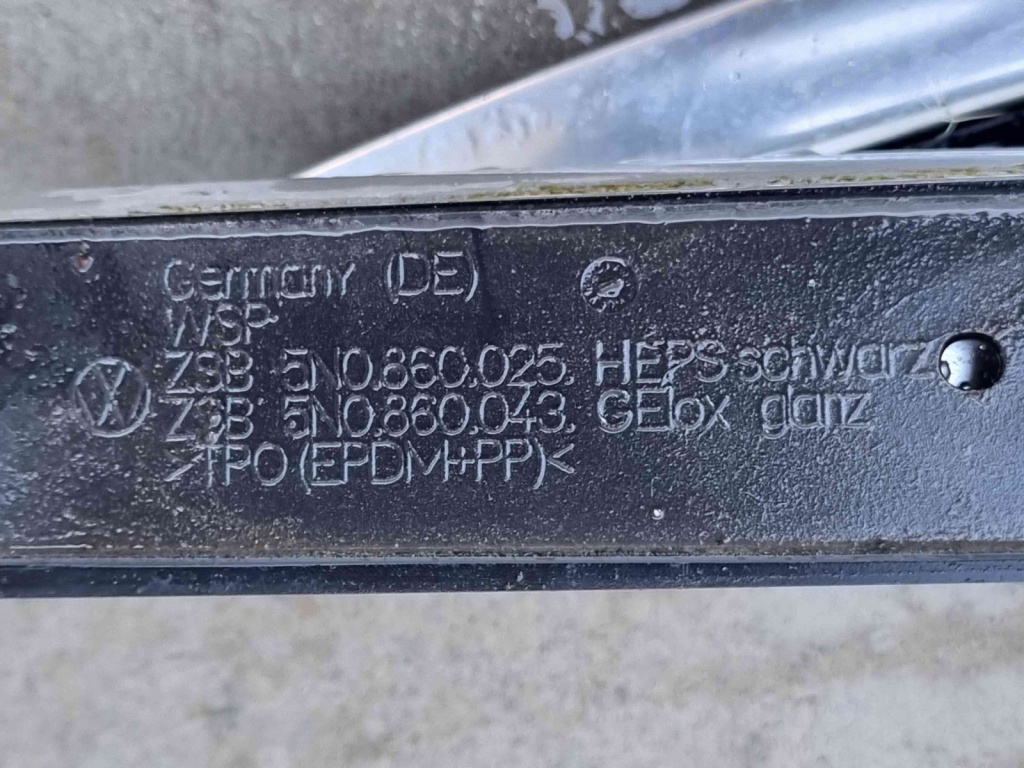 Germany (DE)
WSP
ZSB 5N0.860.025. HEPS schwarz
ZSB 5N0.860.043. GElox glanz
>TPO(EPDM+PP)<